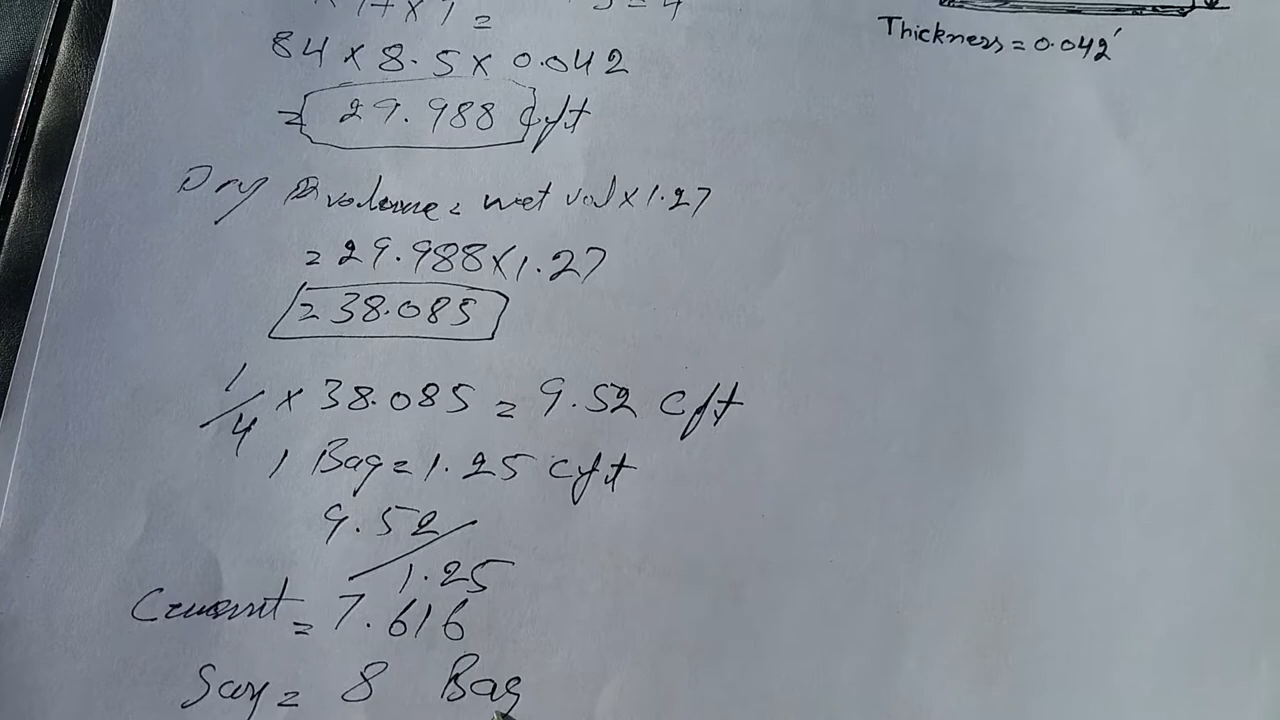 84 × 8.5 × 0.042
Thickness = 0.042'
= 29.988 cft
Dry volume = wet vol × 1.27
= 29.988 × 1.27
= 38.085
1/4 × 38.085 = 9.52 cft
1 Bag = 1.25 cft
9.52/1.25
Cement = 7.616
Say = 8 Bag